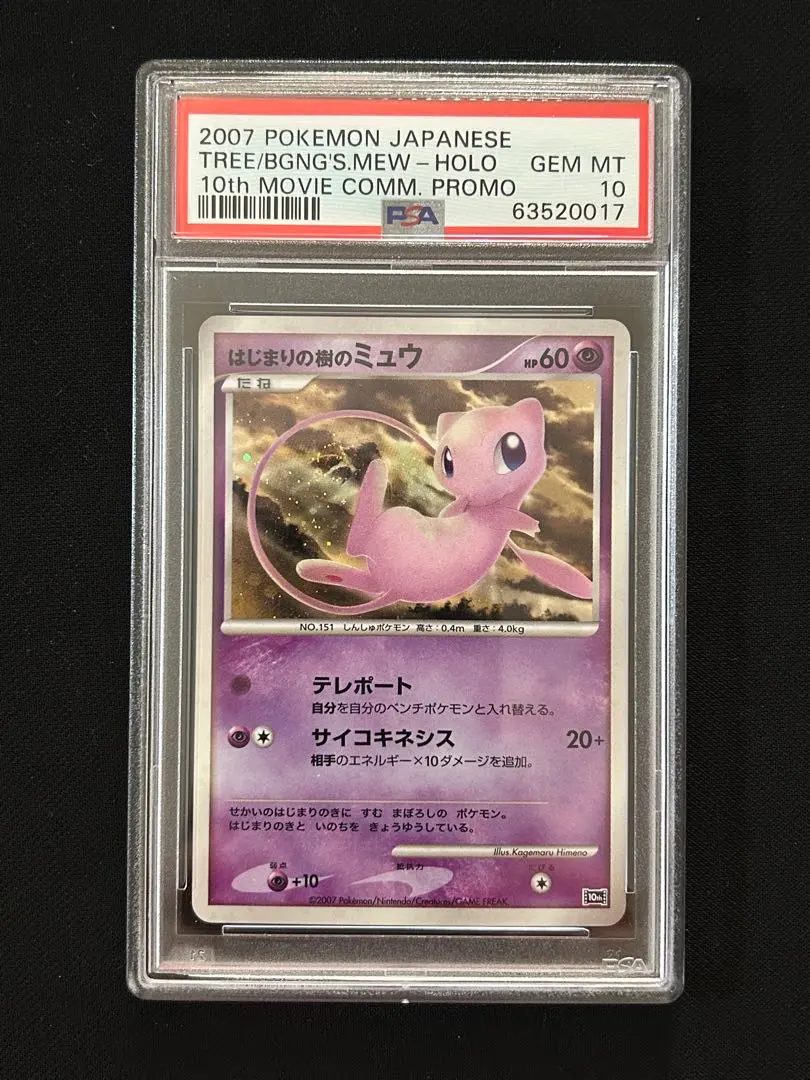 2007 POKEMON JAPANESE
TREE/BGNG'S.MEW-HOLO GEM MT
10th MOVIE COMM. PROMO 10
PSA 63520017
はじまりの樹のミュウ HP60
たね
NO.151 しんしゅポケモン 高さ:0.4m 重さ:4.0kg
テレポート
自分を自分のベンチポケモンと入れ替える。
サイコキネシス 20+
相手のエネルギー×10ダメージを追加。
せかいのはじまりのきに すむ まぼろしの ポケモン。
はじまりのきと いのちを きょうゆうしている。
Illus.Kagemaru Himeno
弱点 抵抗力 にげる
+10
10th
©2007 Pokémon/Nintendo/Creatures/GAME FREAK.
PSA